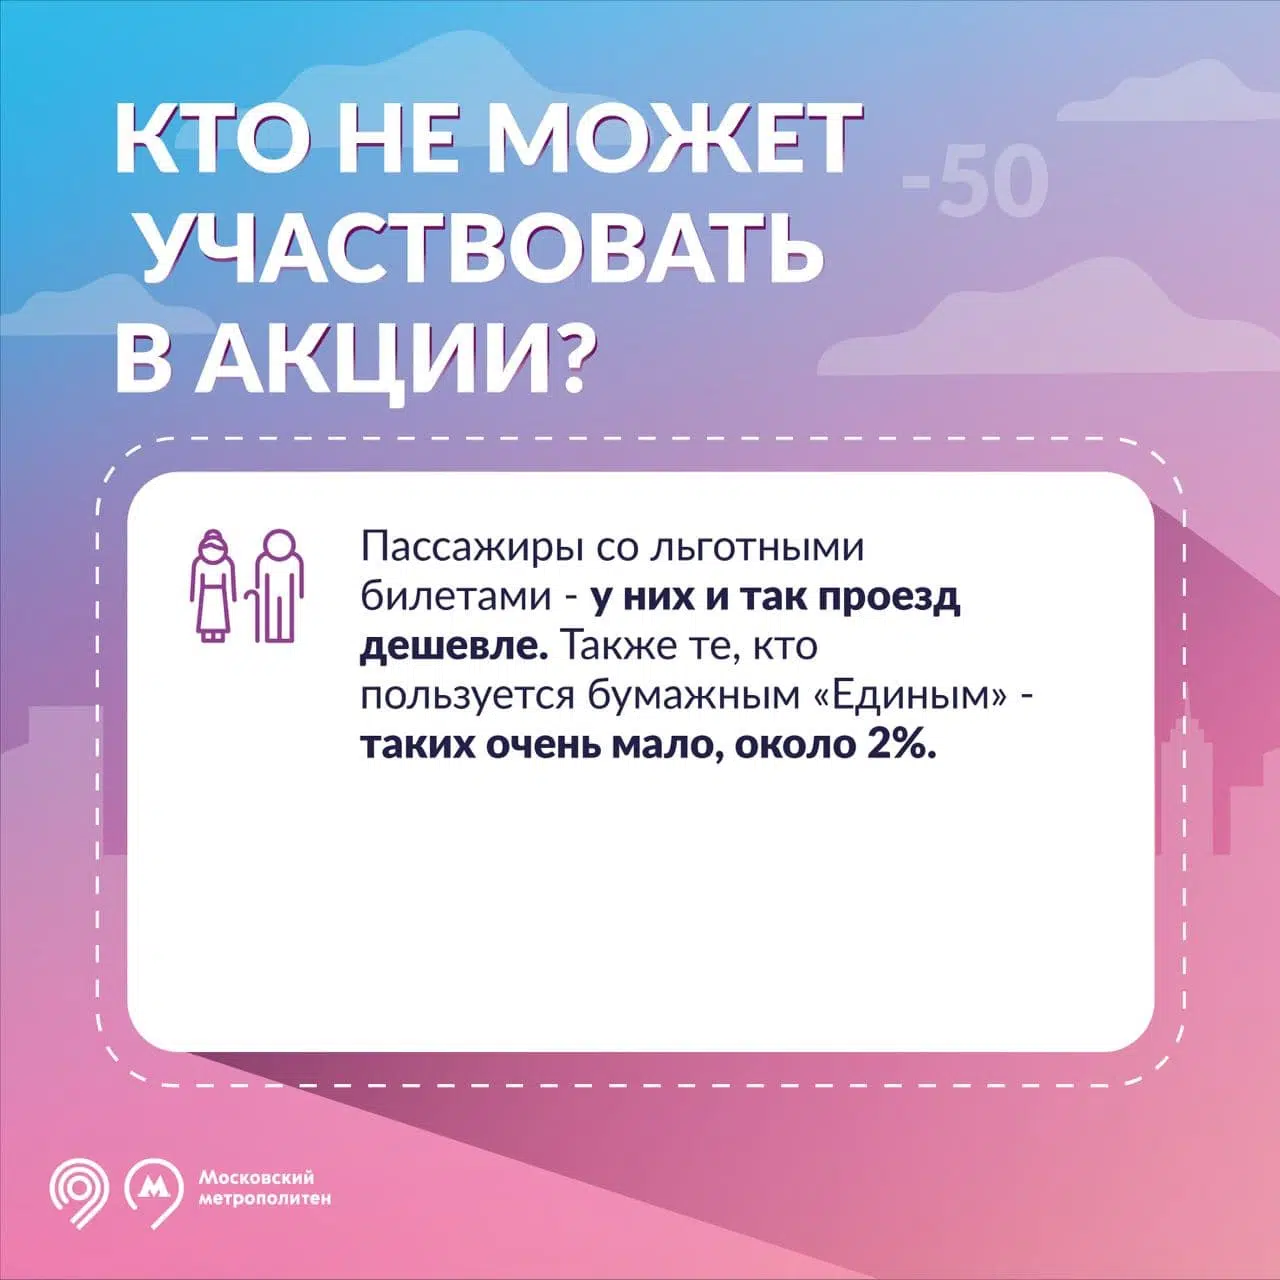 КТО НЕ МОЖЕТ
УЧАСТВОВАТЬ
В АКЦИИ?
-50
Пассажиры со льготными
билетами - у них и так проезд
дешевле. Также те, кто
пользуется бумажным «Единым» -
таких очень мало, около 2%.
Московский
метрополитен